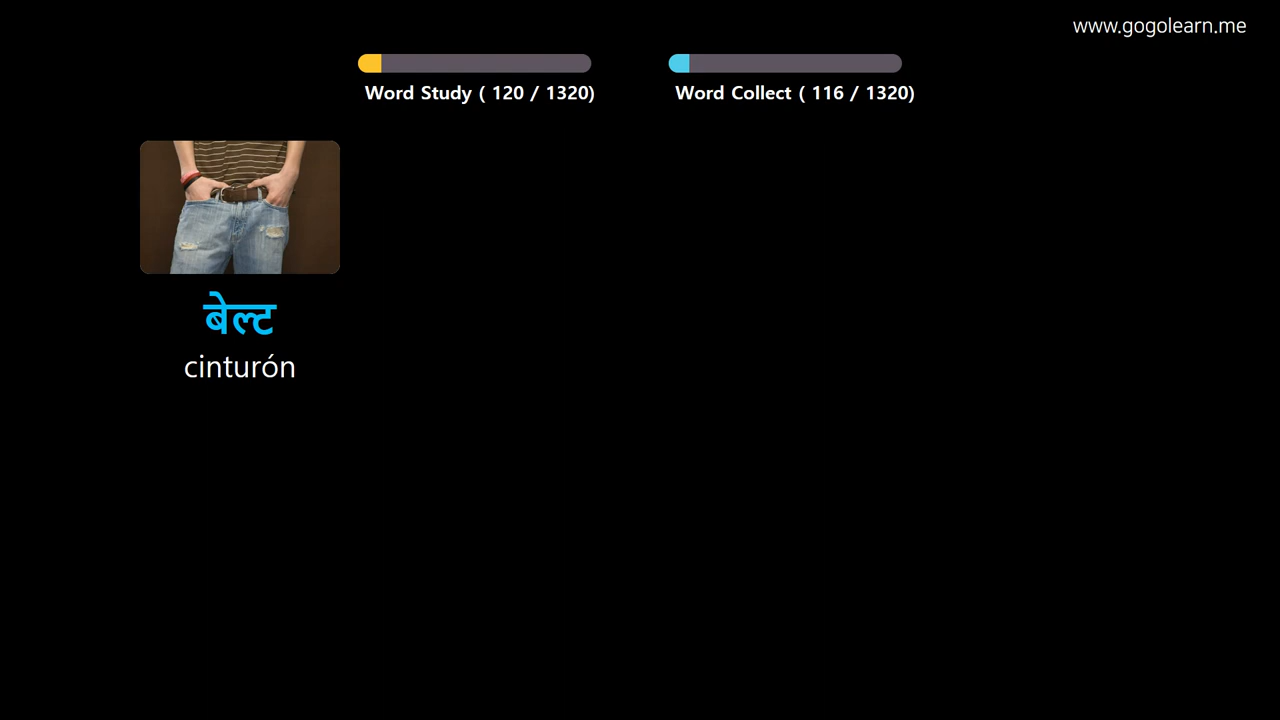 www.gogolearn.me
Word Study ( 120 / 1320)
Word Collect ( 116 / 1320)
बेल्ट
cinturón